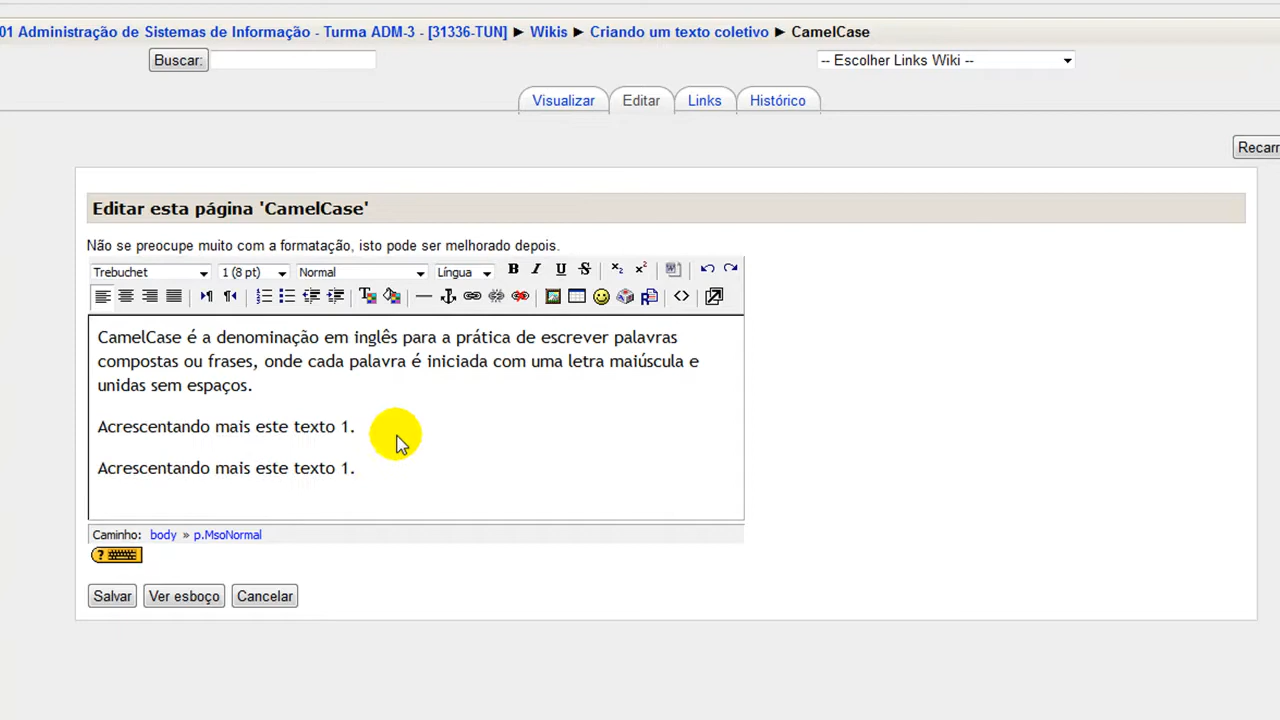 01 Administração de Sistemas de Informação - Turma ADM-3 - [31336-TUN] ► Wikis ► Criando um texto coletivo ► CamelCase
Buscar: -- Escolher Links Wiki --
Visualizar Editar Links Histórico
Recarr
Editar esta página 'CamelCase'
Não se preocupe muito com a formatação, isto pode ser melhorado depois.
Trebuchet 1 (8 pt) Normal Língua B I U S x₂ x²
CamelCase é a denominação em inglês para a prática de escrever palavras
compostas ou frases, onde cada palavra é iniciada com uma letra maiúscula e
unidas sem espaços.
Acrescentando mais este texto 1.
Acrescentando mais este texto 1.
Caminho: body » p.MsoNormal
?
Salvar Ver esboço Cancelar